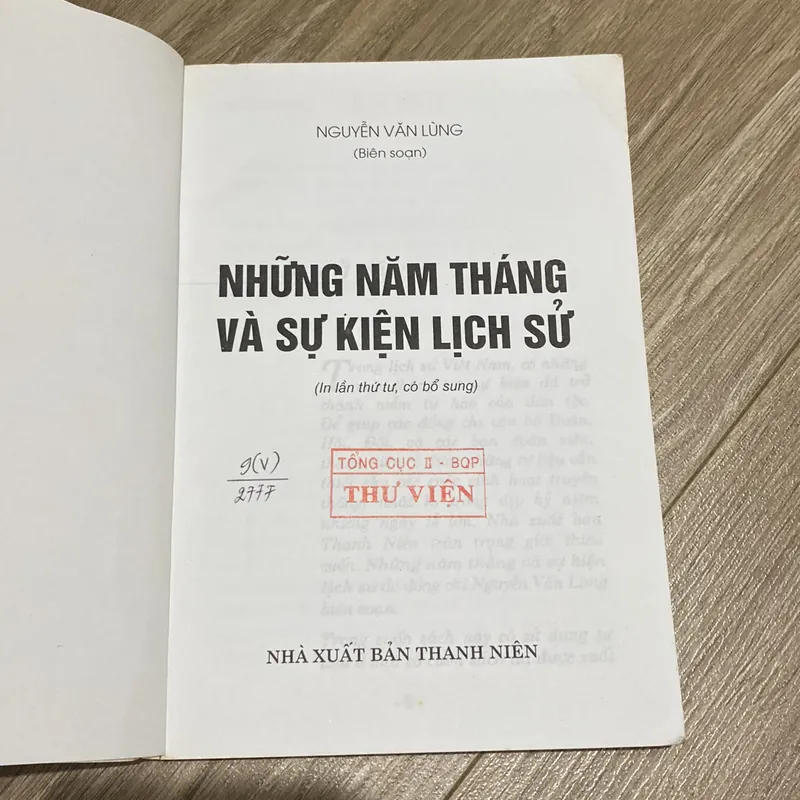 NGUYỄN VĂN LÙNG
(Biên soạn)
NHỮNG NĂM THÁNG
VÀ SỰ KIỆN LỊCH SỬ
(In lần thứ tư, có bổ sung)
9(V)
2777
TỔNG CỤC II - BQP
THƯ VIỆN
NHÀ XUẤT BẢN THANH NIÊN